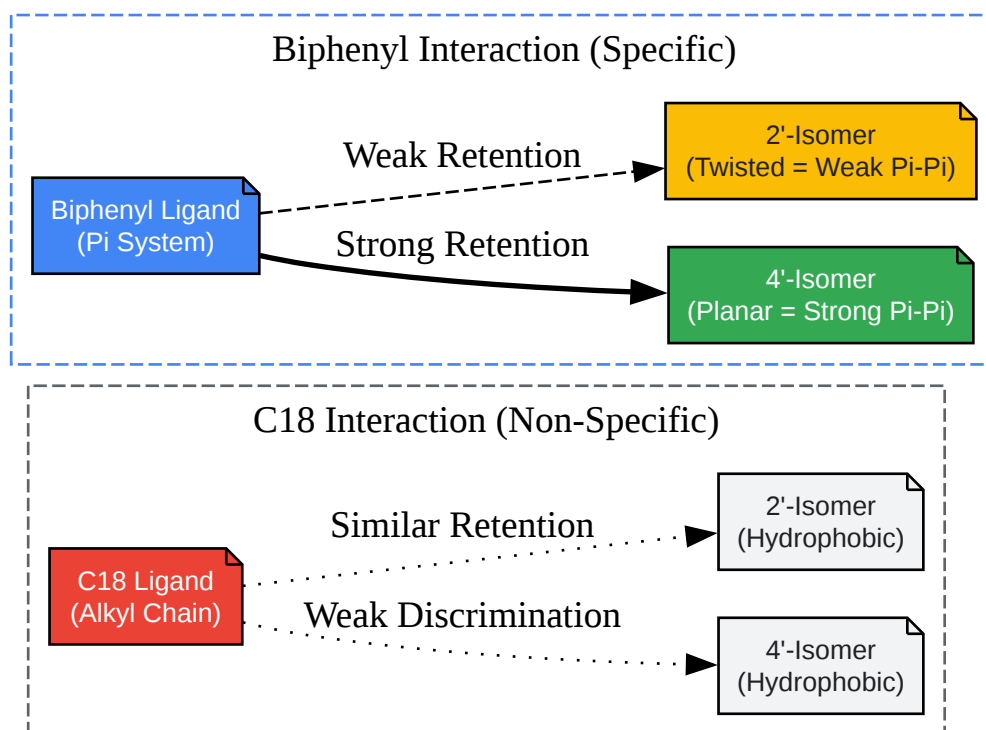 Biphenyl Interaction (Specific)
Weak Retention
2'-Isomer
(Twisted = Weak Pi-Pi)
Biphenyl Ligand
(Pi System)
Strong Retention
4'-Isomer
(Planar = Strong Pi-Pi)
C18 Interaction (Non-Specific)
Similar Retention
2'-Isomer
(Hydrophobic)
C18 Ligand
(Alkyl Chain)
Weak Discrimination
4'-Isomer
(Hydrophobic)